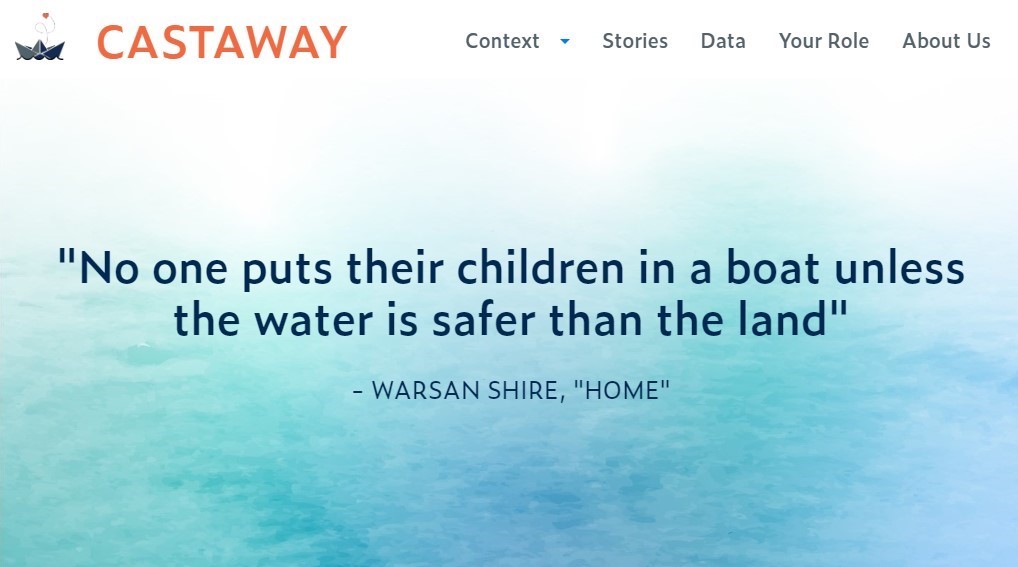 CASTAWAY
Context
Stories
Data
Your Role
About Us
"No one puts their children in a boat unless
the water is safer than the land"
– WARSAN SHIRE, "HOME"